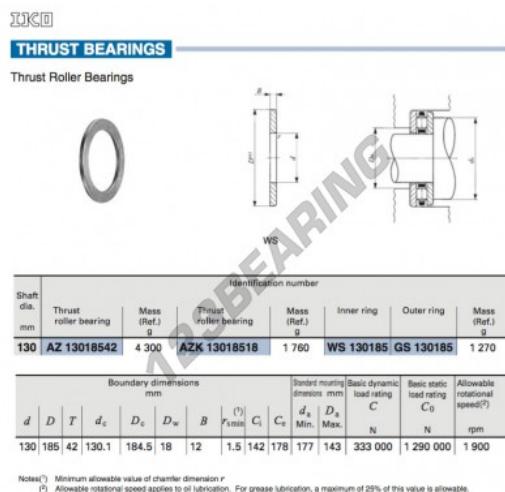 IKO
THRUST BEARINGS
Thrust Roller Bearings
B
r
D
d
Da
da
WS
123BEARING
Identification number
Shaft dia. mm Thrust roller bearing Mass (Ref.) g Thrust roller bearing Mass (Ref.) g Inner ring Outer ring Mass (Ref.) g
130 AZ 13018542 4 300 AZK 13018518 1 760 WS 130185 GS 130185 1 270
Boundary dimensions mm Standard mounting dimensions mm Basic dynamic load rating C N Basic static load rating C0 N Allowable rotational speed(2) rpm
d D T dc Dc Dw B rs min(1) Ci Ce da Min. Da Max.
130 185 42 130.1 184.5 18 12 1.5 142 178 177 143 333 000 1 290 000 1 900
Notes(1) Minimum allowable value of chamfer dimension r
(2) Allowable rotational speed applies to oil lubrication. For grease lubrication, a maximum of 25% of this value is allowable.